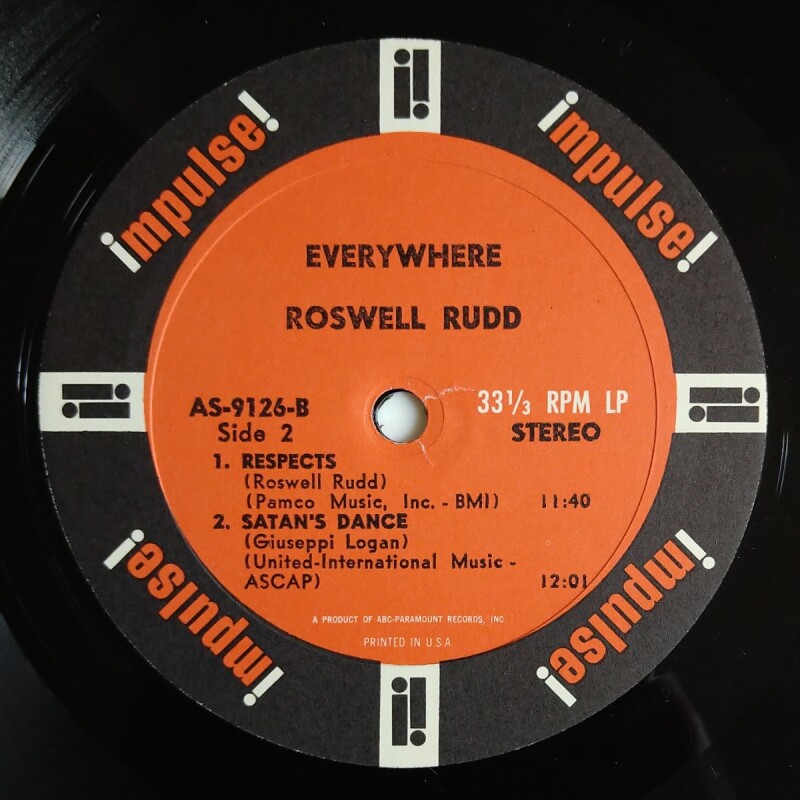 impulse!
impulse!
EVERYWHERE
ROSWELL RUDD
AS-9126-B
33 1/3 RPM LP
Side 2
STEREO
1. RESPECTS
(Roswell Rudd)
(Pamco Music, Inc. - BMI) 11:40
2. SATAN'S DANCE
(Giuseppi Logan)
(United-International Music -
ASCAP) 12:01
A PRODUCT OF ABC-PARAMOUNT RECORDS, INC
PRINTED IN U.S.A.
impulse!
impulse!